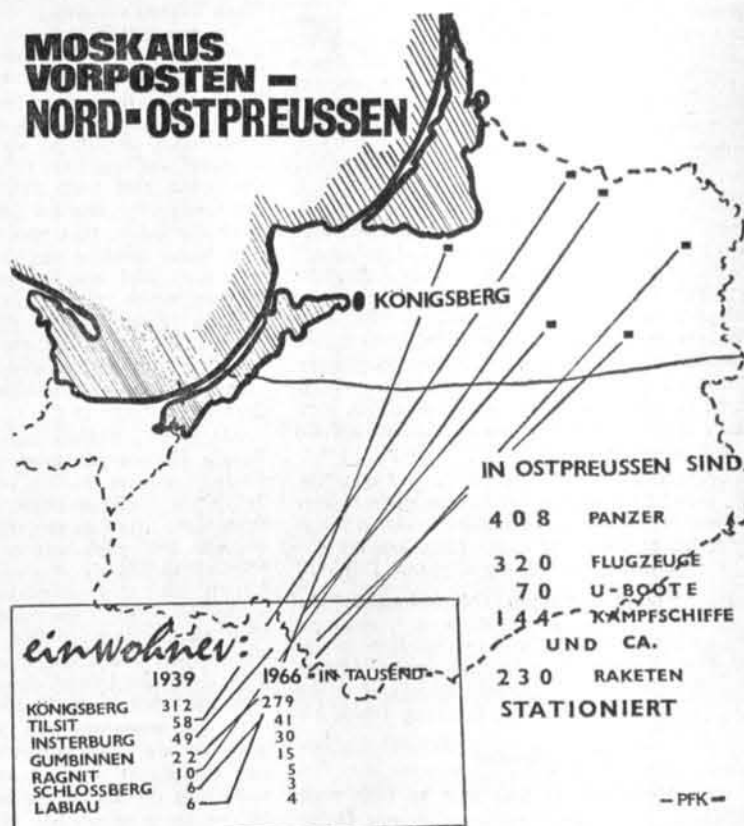 MOSKAUS
VORPOSTEN –
NORD-OSTPREUSSEN
KÖNIGSBERG
IN OSTPREUSSEN SIND
408 PANZER
320 FLUGZEUGE
70 U-BOOTE
144 KAMPFSCHIFFE
UND CA.
230 RAKETEN
STATIONIERT
einwohner:
1939 1966 -IN TAUSEND-
KÖNIGSBERG 312 279
TILSIT 58 41
INSTERBURG 49 30
GUMBINNEN 22 15
RAGNIT 10 5
SCHLOSSBERG 6 3
LABIAU 6 4
– PFK –